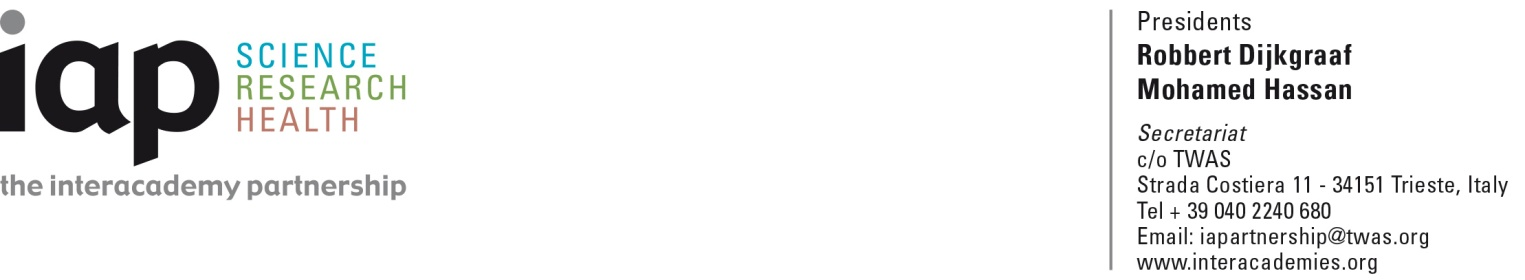 iap
SCIENCE
RESEARCH
HEALTH
the interacademy partnership
Presidents
Robbert Dijkgraaf
Mohamed Hassan
Secretariat
c/o TWAS
Strada Costiera 11 - 34151 Trieste, Italy
Tel + 39 040 2240 680
Email: iapartnership@twas.org
www.interacademies.org